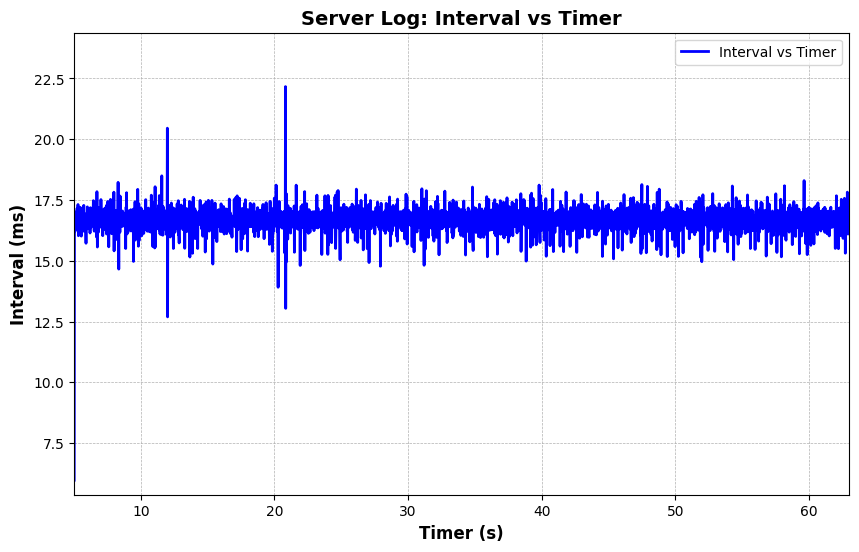 Server Log: Interval vs Timer
Interval vs Timer
22.5
20.0
17.5
15.0
12.5
10.0
7.5
Interval (ms)
10 20 30 40 50 60
Timer (s)